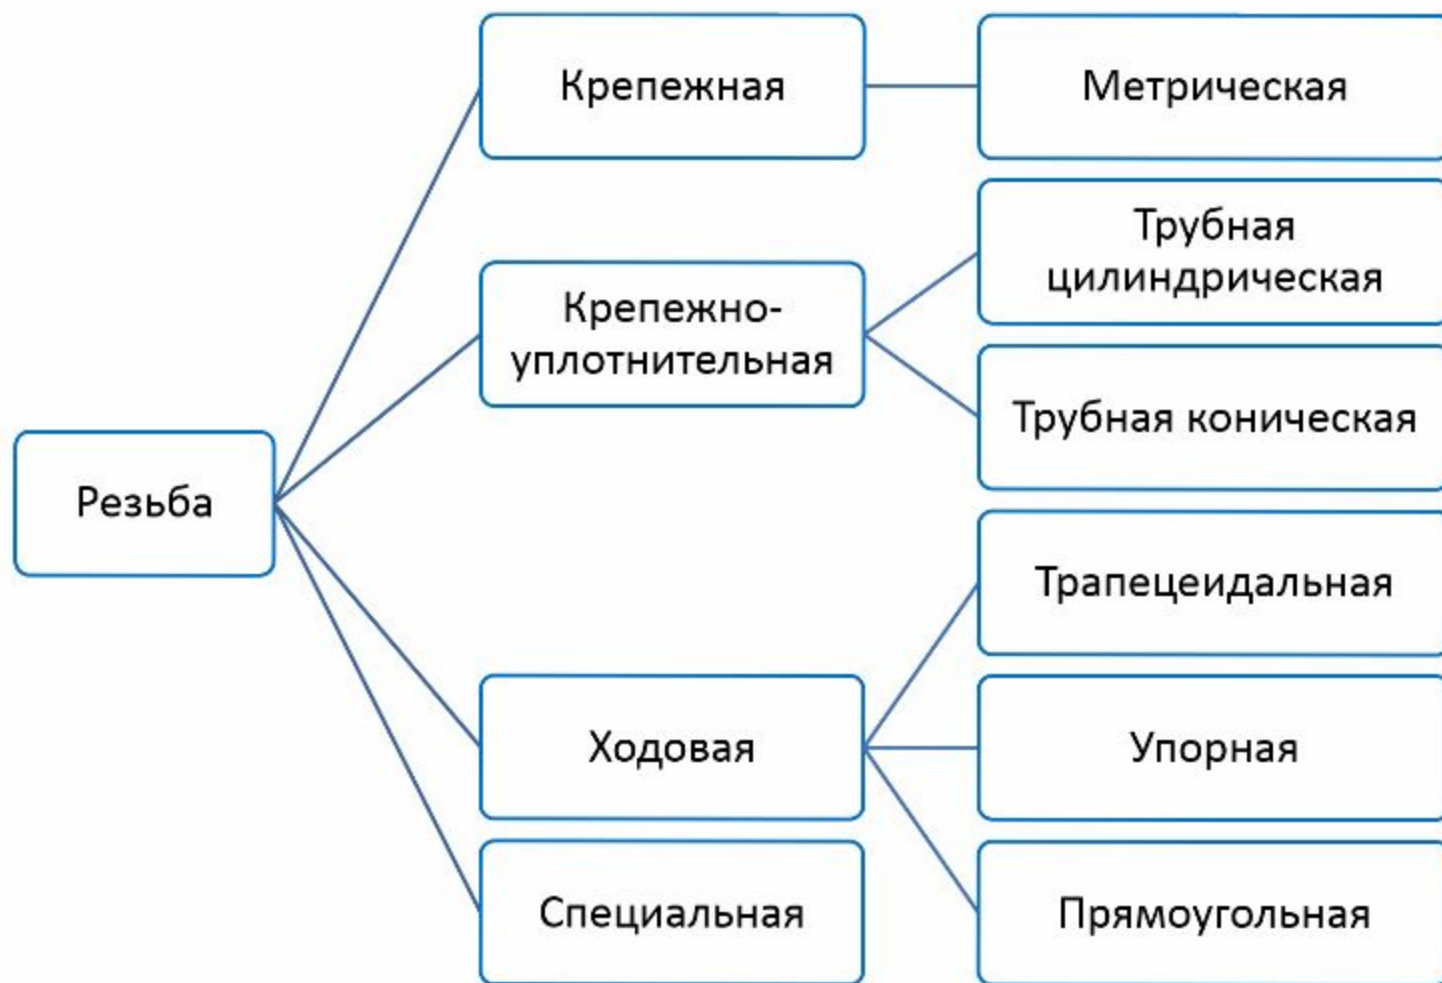 Резьба
Крепежная
Метрическая
Крепежно-
уплотнительная
Трубная
цилиндрическая
Трубная коническая
Ходовая
Трапецеидальная
Упорная
Прямоугольная
Специальная